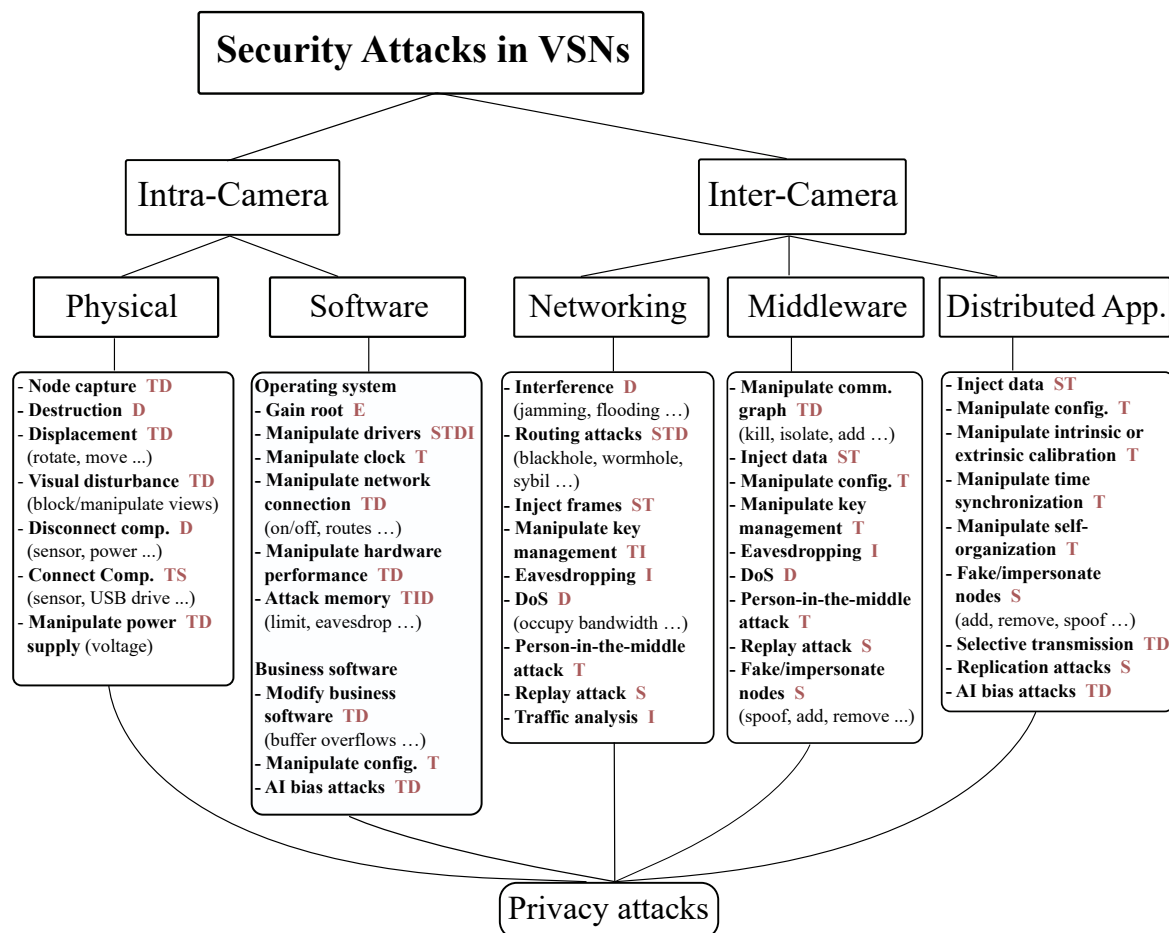 Security Attacks in VSNs
Intra-Camera
Inter-Camera
Physical
Software
Networking
Middleware
Distributed App.
- Node capture TD
- Destruction D
- Displacement TD
(rotate, move ...)
- Visual disturbance TD
(block/manipulate views)
- Disconnect comp. D
(sensor, power ...)
- Connect Comp. TS
(sensor, USB drive ...)
- Manipulate power TD
supply (voltage)
Operating system
- Gain root E
- Manipulate drivers STDI
- Manipulate clock T
- Manipulate network
connection TD
(on/off, routes …)
- Manipulate hardware
performance TD
- Attack memory TID
(limit, eavesdrop …)
Business software
- Modify business
software TD
(buffer overflows …)
- Manipulate config. T
- AI bias attacks TD
- Interference D
(jamming, flooding …)
- Routing attacks STD
(blackhole, wormhole,
sybil …)
- Inject frames ST
- Manipulate key
management TI
- Eavesdropping I
- DoS D
(occupy bandwidth …)
- Person-in-the-middle
attack T
- Replay attack S
- Traffic analysis I
- Manipulate comm.
graph TD
(kill, isolate, add …)
- Inject data ST
- Manipulate config. T
- Manipulate key
management T
- Eavesdropping I
- DoS D
- Person-in-the-middle
attack T
- Replay attack S
- Fake/impersonate
nodes S
(spoof, add, remove ...)
- Inject data ST
- Manipulate config. T
- Manipulate intrinsic or
extrinsic calibration T
- Manipulate time
synchronization T
- Manipulate self-
organization T
- Fake/impersonate
nodes S
(add, remove, spoof …)
- Selective transmission TD
- Replication attacks S
- AI bias attacks TD
Privacy attacks